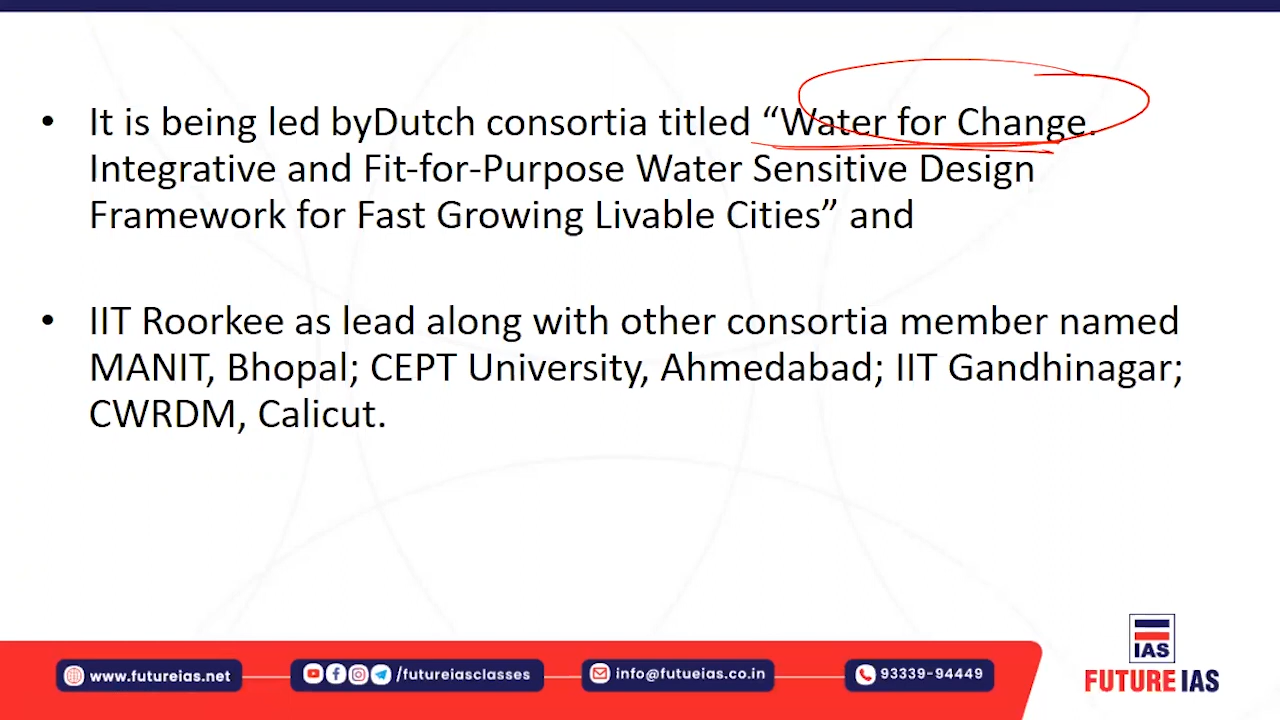 • It is being led byDutch consortia titled “Water for Change.
Integrative and Fit-for-Purpose Water Sensitive Design
Framework for Fast Growing Livable Cities” and
• IIT Roorkee as lead along with other consortia member named
MANIT, Bhopal; CEPT University, Ahmedabad; IIT Gandhinagar;
CWRDM, Calicut.
IAS
www.futureias.net
/futureiasclasses
info@futueias.co.in
93339-94449
FUTURE IAS